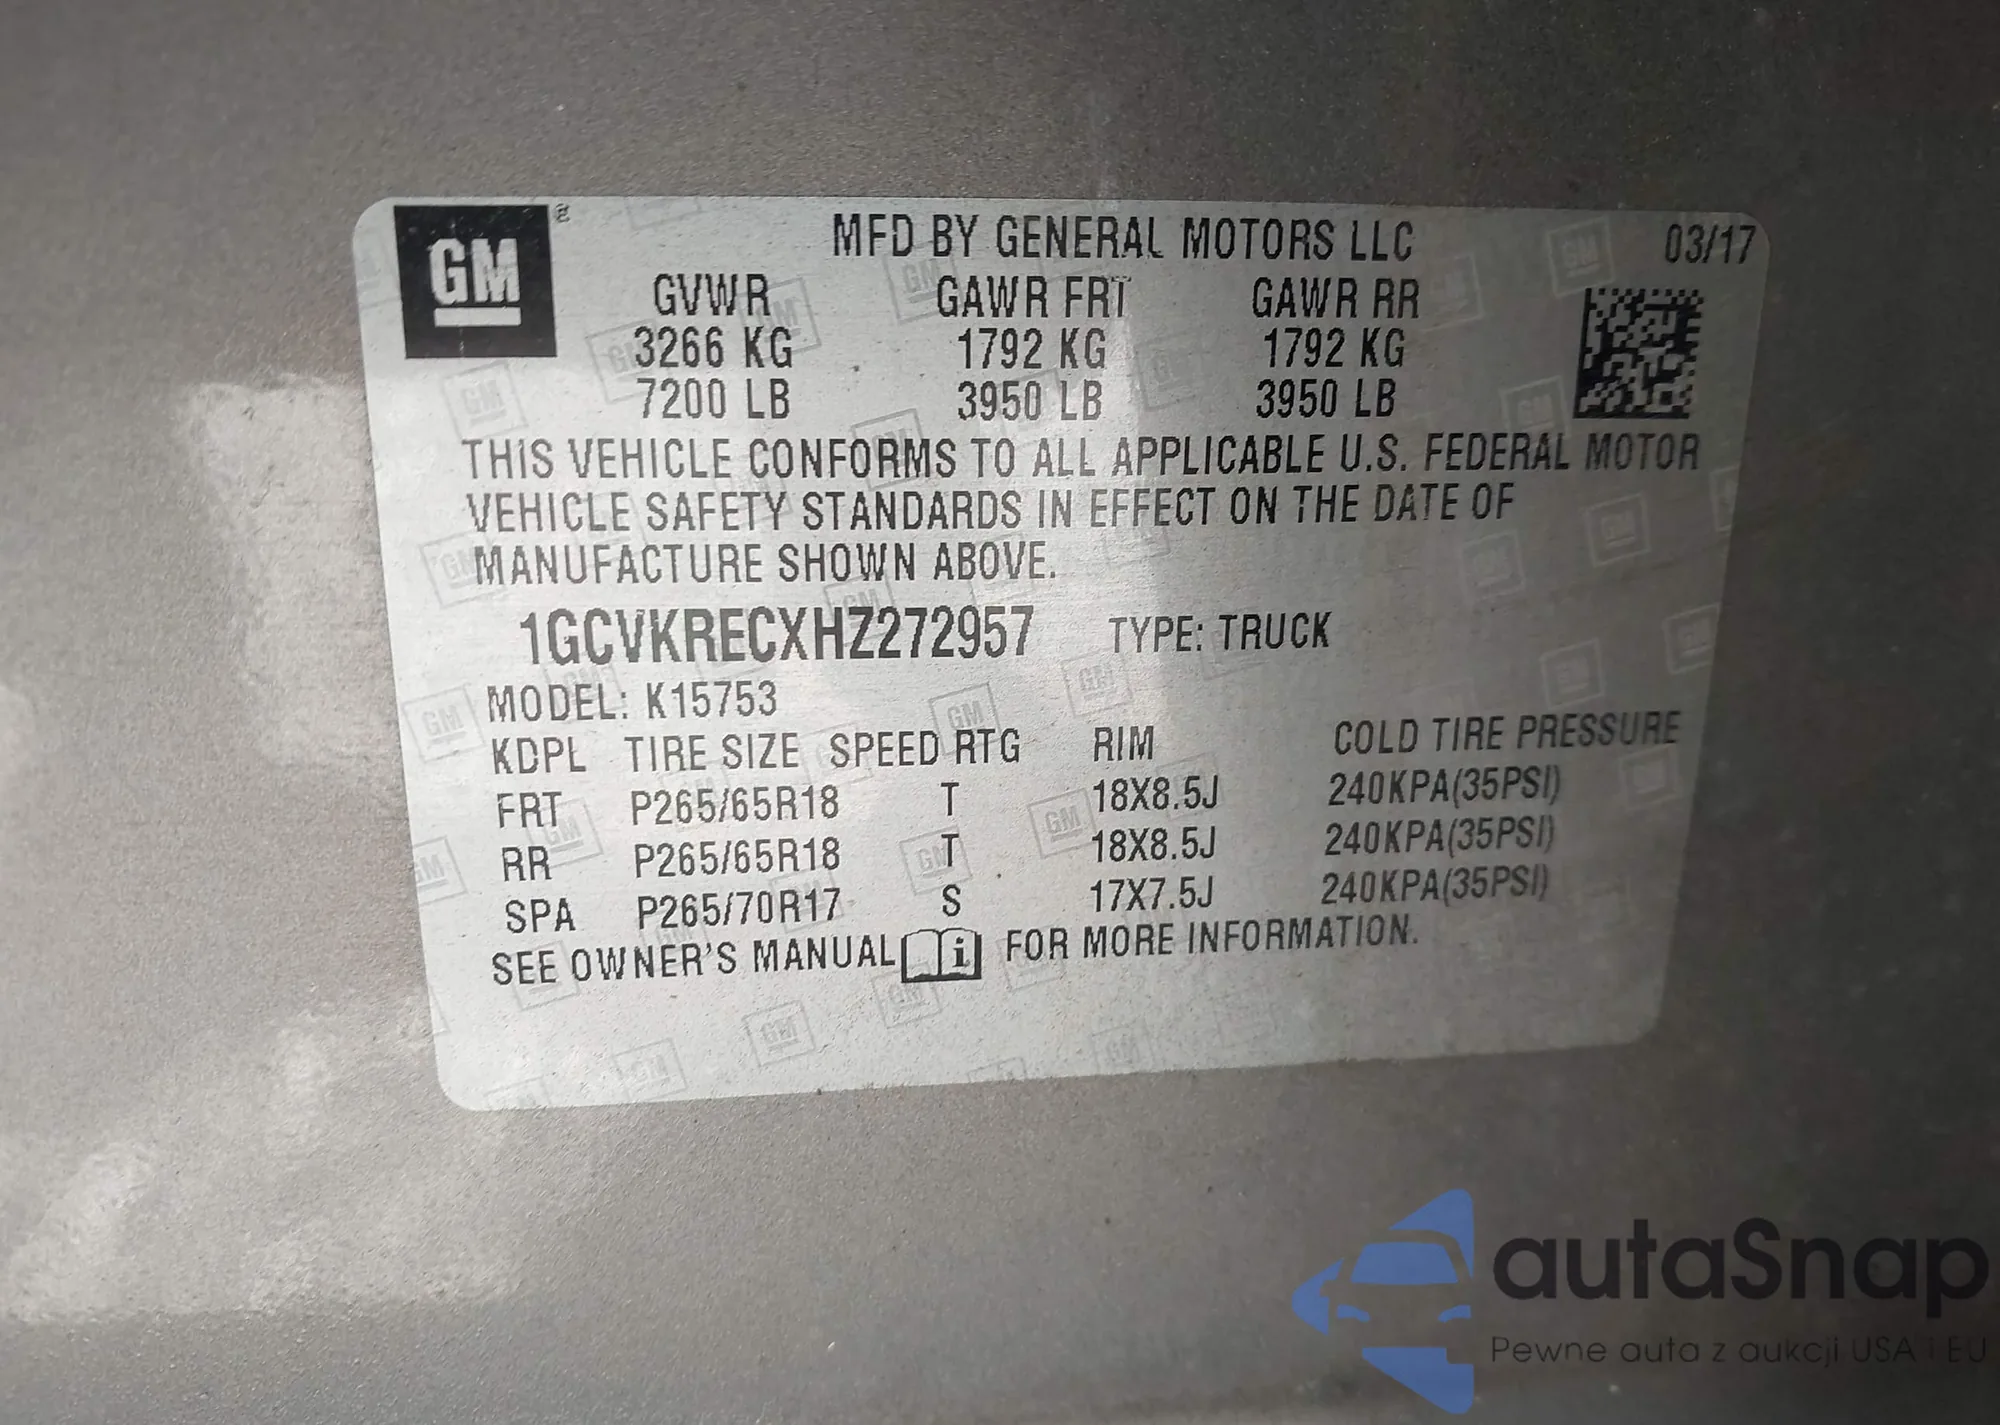 GM®
MFD BY GENERAL MOTORS LLC 03/17
GVWR GAWR FRT GAWR RR
3266 KG 1792 KG 1792 KG
7200 LB 3950 LB 3950 LB
THIS VEHICLE CONFORMS TO ALL APPLICABLE U.S. FEDERAL MOTOR
VEHICLE SAFETY STANDARDS IN EFFECT ON THE DATE OF
MANUFACTURE SHOWN ABOVE.
1GCVKRECXHZ272957 TYPE: TRUCK
MODEL: K15753
KDPL TIRE SIZE SPEED RTG RIM COLD TIRE PRESSURE
FRT P265/65R18 T 18X8.5J 240KPA(35PSI)
RR P265/65R18 T 18X8.5J 240KPA(35PSI)
SPA P265/70R17 S 17X7.5J 240KPA(35PSI)
SEE OWNER'S MANUAL i FOR MORE INFORMATION.
autaSnap
Pewne auta z aukcji USA i EU